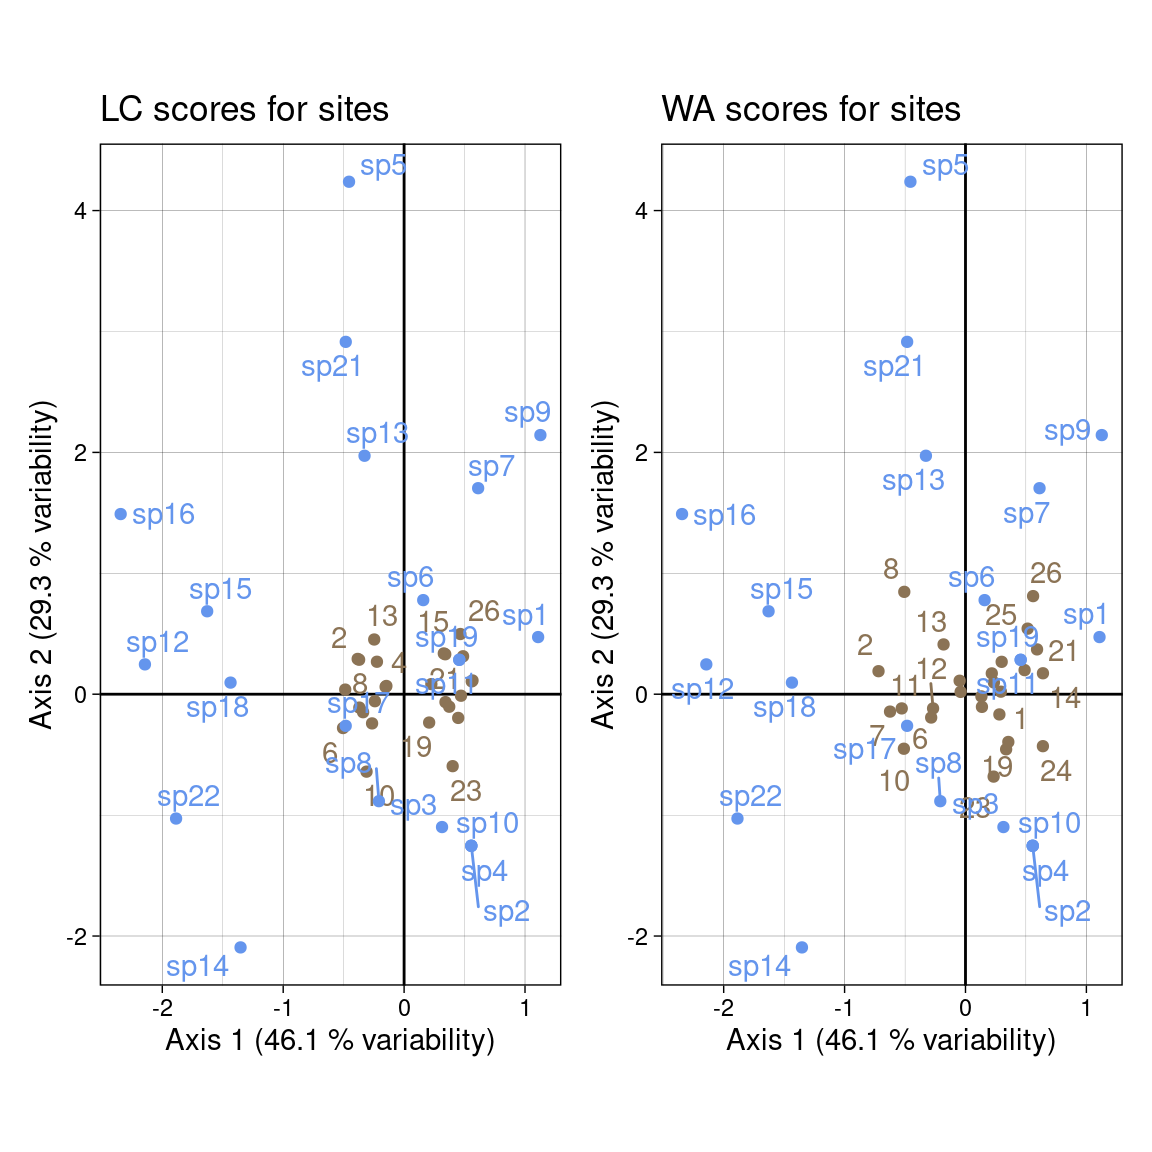 LC scores for sites
sp5
4
sp21
sp9
sp13
2
sp7
sp16
sp6
sp15
13
15
26
sp1
2
sp19
sp12
4
21
8
sp11
0
sp18
sp17
6
19
sp8
23
10
sp3
sp22
sp10
sp4
sp2
-2
sp14
-2
-1
0
1
Axis 1 (46.1 % variability)
Axis 2 (29.3 % variability)
WA scores for sites
sp5
4
sp21
sp9
2
sp13
sp7
sp16
8
sp6
26
sp15
25
13
sp1
2
sp19
21
12
sp12
11
sp11
14
0
sp18
1
7
6
sp17
sp8
19
24
10
sp22
sp3
23
sp10
sp4
sp2
-2
sp14
-2
-1
0
1
Axis 1 (46.1 % variability)
Axis 2 (29.3 % variability)